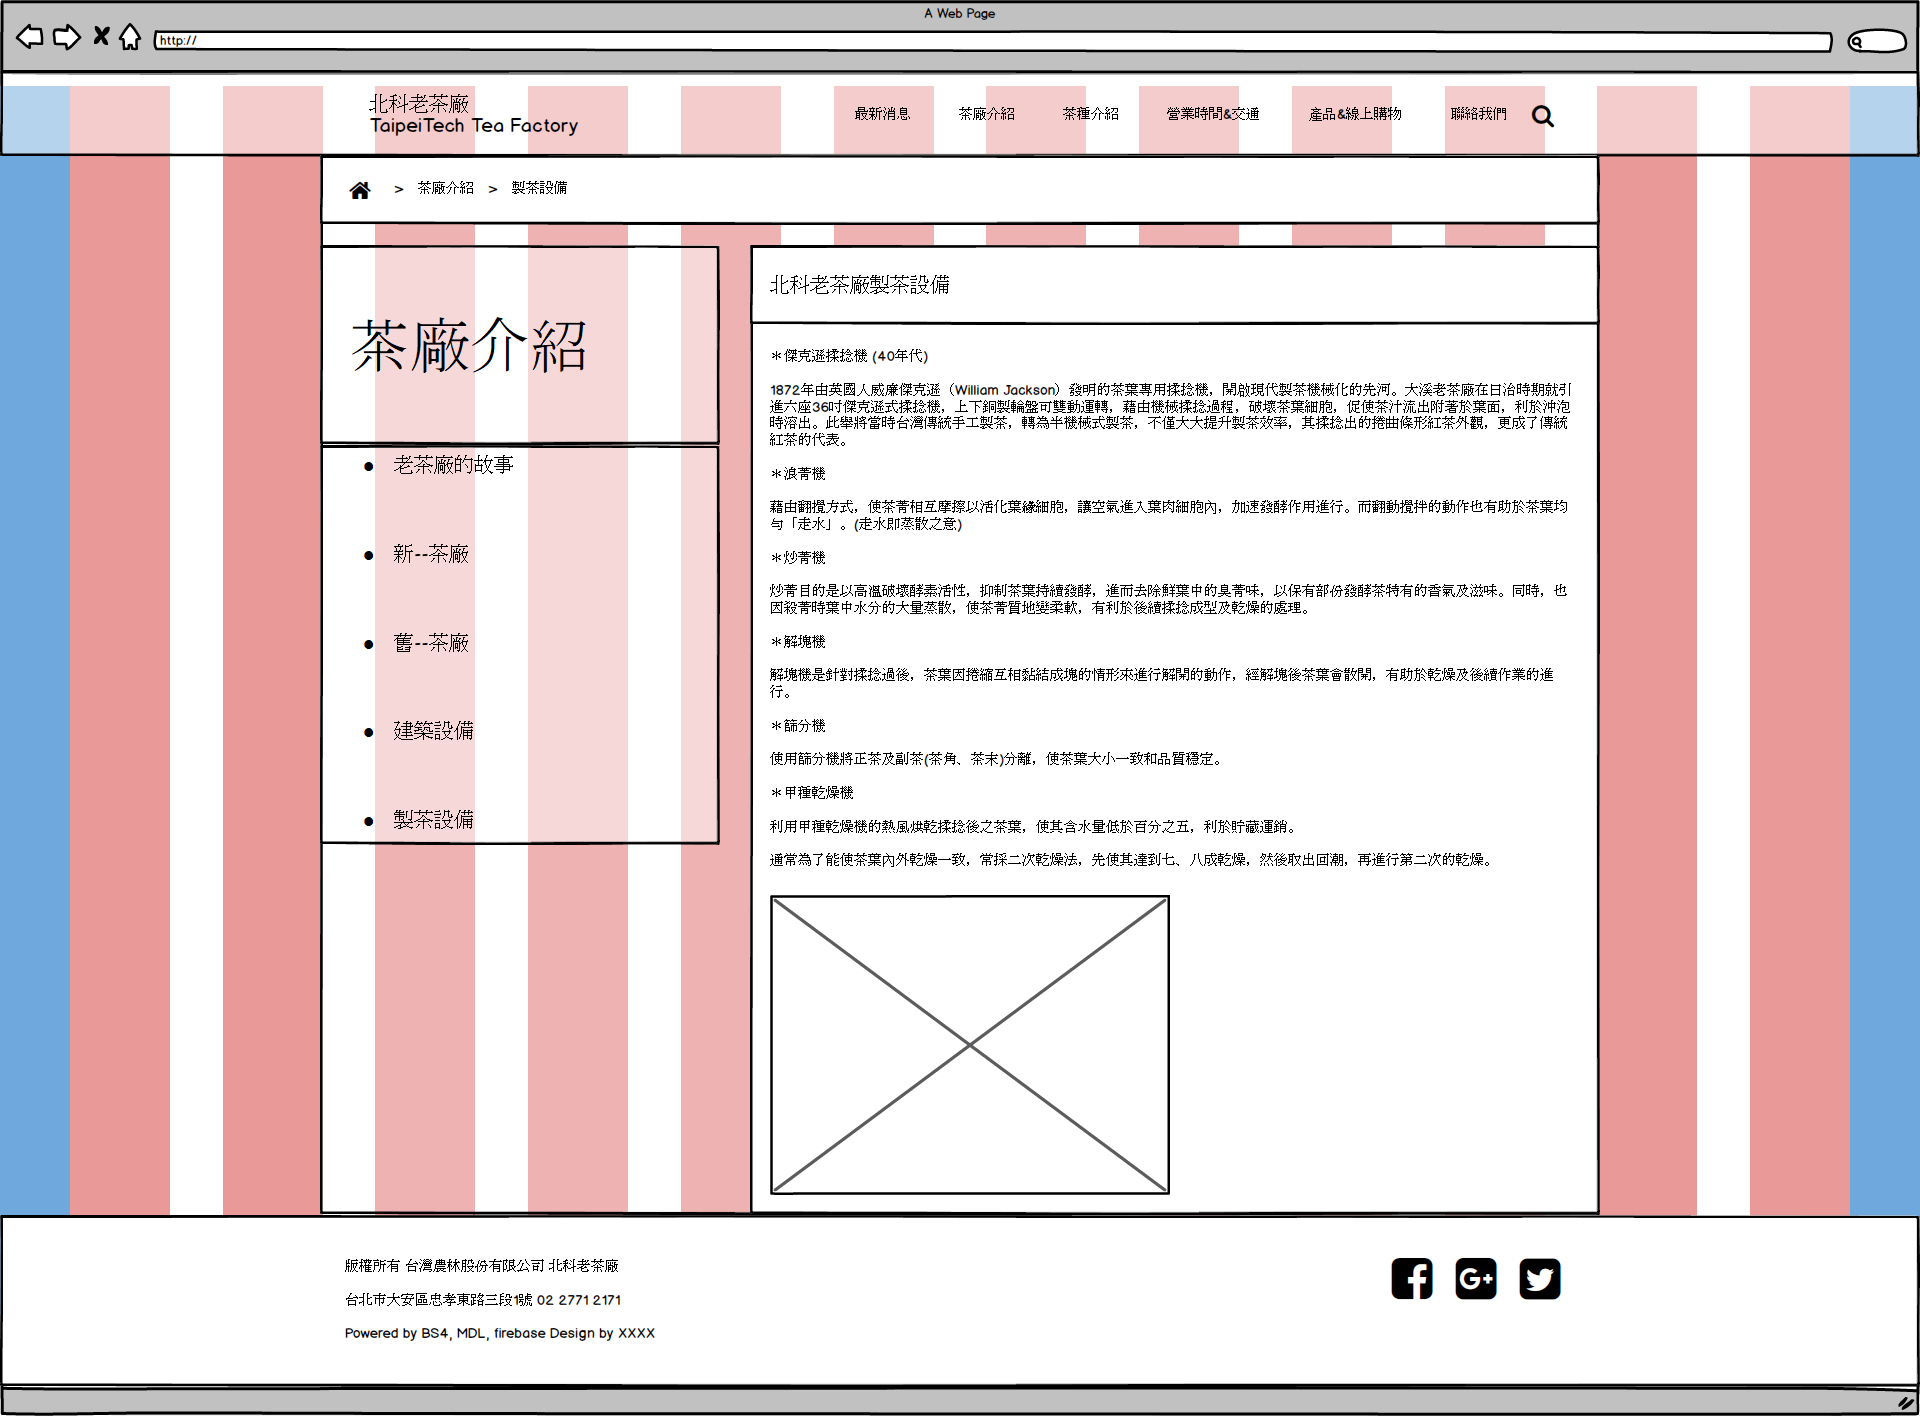 A Web Page
http://
北科老茶廠
TaipeiTech Tea Factory
最新消息
茶廠介紹
茶種介紹
營業時間&交通
產品&線上購物
聯絡我們
> 茶廠介紹 > 製茶設備
茶廠介紹
老茶廠的故事
新--茶廠
舊--茶廠
建築設備
製茶設備
北科老茶廠製茶設備
＊傑克遜揉捻機 (40年代)
1872年由英國人威廉傑克遜（William Jackson）發明的茶葉專用揉捻機，開啟現代製茶機械化的先河。大溪老茶廠在日治時期就引
進六座36吋傑克遜式揉捻機，上下銅製輪盤可雙動運轉，藉由機械揉捻過程，破壞茶葉細胞，促使茶汁流出附著於葉面，利於沖泡
時溶出。此舉將當時台灣傳統手工製茶，轉為半機械式製茶，不僅大大提升製茶效率，其揉捻出的捲曲條形紅茶外觀，更成了傳統
紅茶的代表。
＊浪菁機
藉由翻攪方式，使茶菁相互摩擦以活化葉緣細胞，讓空氣進入葉肉細胞內，加速發酵作用進行。而翻動攪拌的動作也有助於茶葉均
勻「走水」。(走水即蒸散之意)
＊炒菁機
炒菁目的是以高溫破壞酵素活性，抑制茶葉持續發酵，進而去除鮮葉中的臭菁味，以保有部份發酵茶特有的香氣及滋味。同時，也
因殺菁時葉中水分的大量蒸散，使茶菁質地變柔軟，有利於後續揉捻成型及乾燥的處理。
＊解塊機
解塊機是針對揉捻過後，茶葉因捲縮互相黏結成塊的情形來進行解開的動作，經解塊後茶葉會散開，有助於乾燥及後續作業的進
行。
＊篩分機
使用篩分機將正茶及副茶(茶角、茶末)分離，使茶葉大小一致和品質穩定。
＊甲種乾燥機
利用甲種乾燥機的熱風烘乾揉捻後之茶葉，使其含水量低於百分之五，利於貯藏運銷。
通常為了能使茶葉內外乾燥一致，常採二次乾燥法，先使其達到七、八成乾燥，然後取出回潮，再進行第二次的乾燥。
版權所有 台灣農林股份有限公司 北科老茶廠
台北市大安區忠孝東路三段1號 02 2771 2171
Powered by BS4, MDL, firebase Design by XXXX